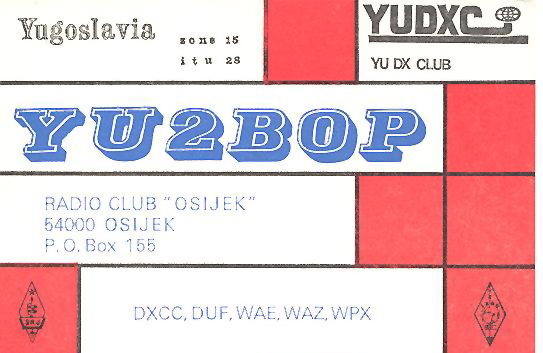 Yugoslavia
zone 15
itu 28
YUDXC
YU DX CLUB
YU2BOP
RADIO CLUB "OSIJEK"
54000 OSIJEK
P.O. Box 155
DXCC, DUF, WAE, WAZ, WPX